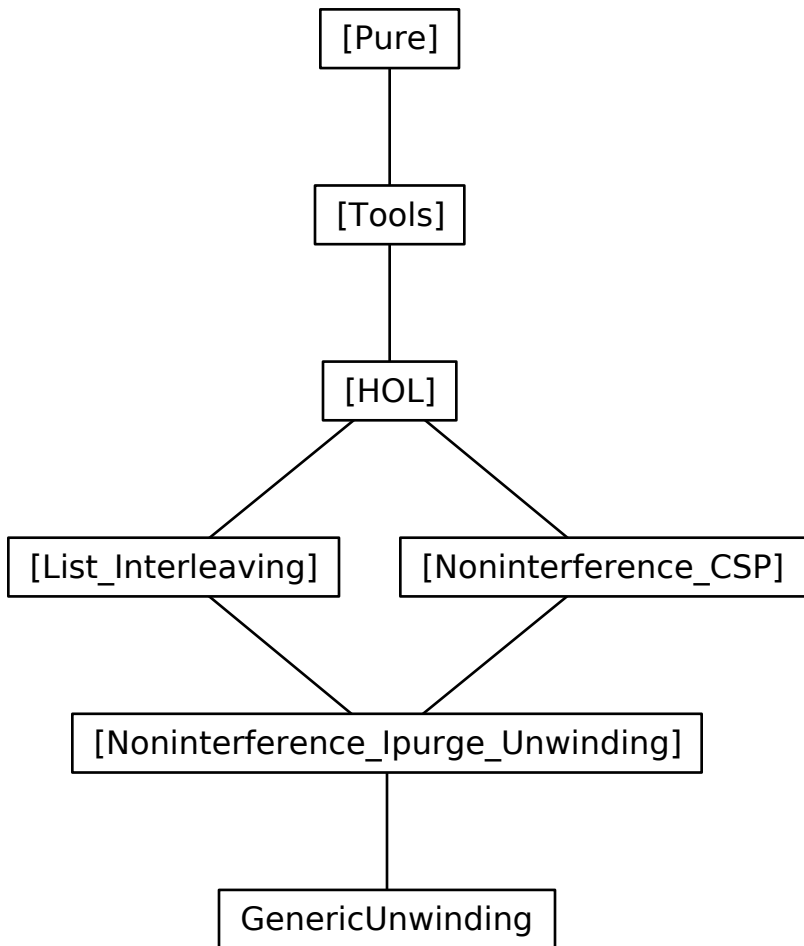 [Pure]
[Tools]
[HOL]
[List_Interleaving]
[Noninterference_CSP]
[Noninterference_Ipurge_Unwinding]
GenericUnwinding